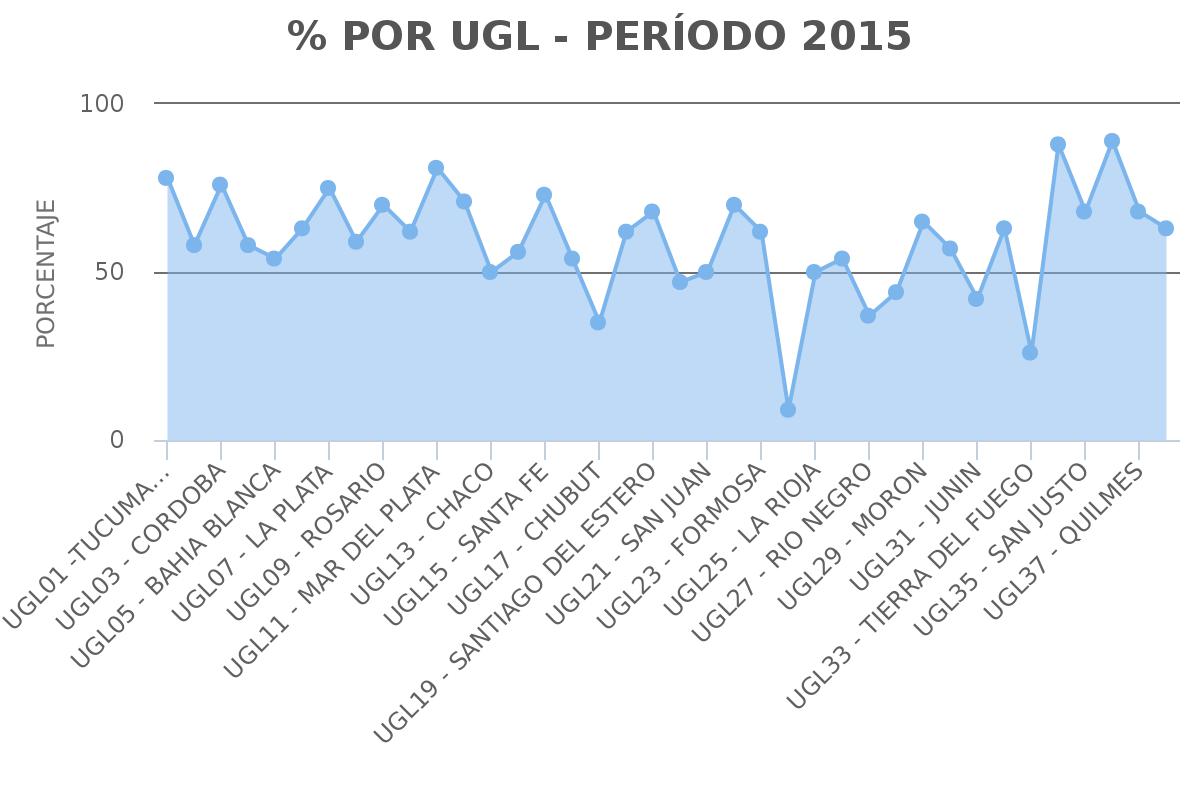 % POR UGL - PERÍODO 2015
PORCENTAJE
100
50
0
UGL01 -TUCUMA...
UGL03 - CORDOBA
UGL05 - BAHIA BLANCA
UGL07 - LA PLATA
UGL09 - ROSARIO
UGL11 - MAR DEL PLATA
UGL13 - CHACO
UGL15 - SANTA FE
UGL17 - CHUBUT
UGL19 - SANTIAGO DEL ESTERO
UGL21 - SAN JUAN
UGL23 - FORMOSA
UGL25 - LA RIOJA
UGL27 - RIO NEGRO
UGL29 - MORON
UGL31 - JUNIN
UGL33 - TIERRA DEL FUEGO
UGL35 - SAN JUSTO
UGL37 - QUILMES